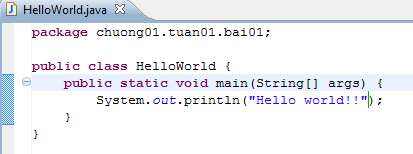 HelloWorld.java
package chuong01.tuan01.bai01;
public class HelloWorld {
public static void main(String[] args) {
System.out.println("Hello world!!");
}
}